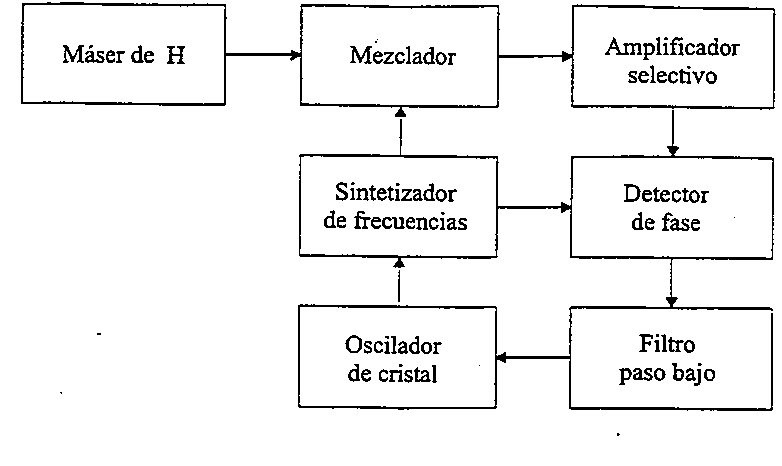 Máser de H
Mezclador
Amplificador
selectivo
Sintetizador
de frecuencias
Detector
de fase
Oscilador
de cristal
Filtro
paso bajo